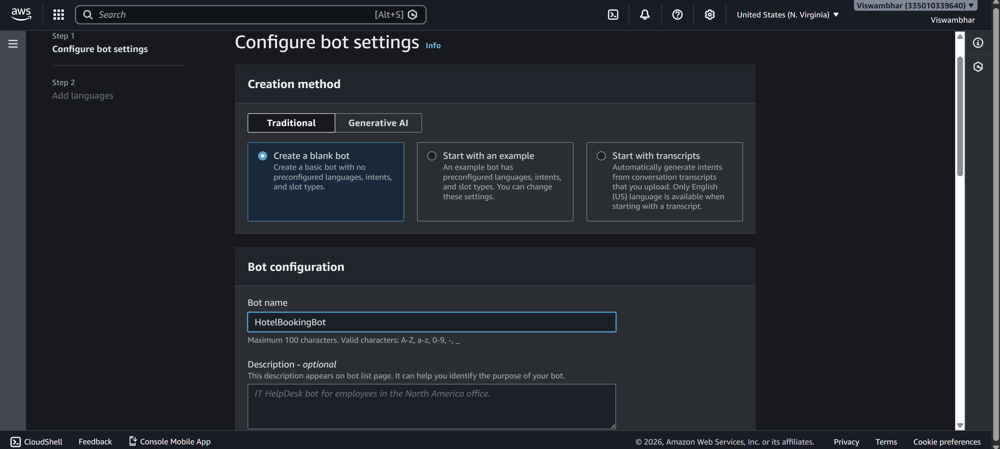 aws
Search [Alt+S]
United States (N. Virginia)
Viswambhar (335010339640)
Viswambhar
Step 1
Configure bot settings
Step 2
Add languages
Configure bot settings Info
Creation method
Traditional Generative AI
Create a blank bot
Create a basic bot with no
preconfigured languages, intents,
and slot types.
Start with an example
An example bot has
preconfigured languages, intents,
and slot types. You can change
these settings.
Start with transcripts
Automatically generate intents
from conversation transcripts
that you upload. Only English
(US) language is available when
starting with a transcript.
Bot configuration
Bot name
HotelBookingBot
Maximum 100 characters. Valid characters: A-Z, a-z, 0-9, -, _
Description - optional
This description appears on bot list page. It can help you identify the purpose of your bot.
IT HelpDesk bot for employees in the North America office.
CloudShell Feedback Console Mobile App © 2026, Amazon Web Services, Inc. or its affiliates. Privacy Terms Cookie preferences